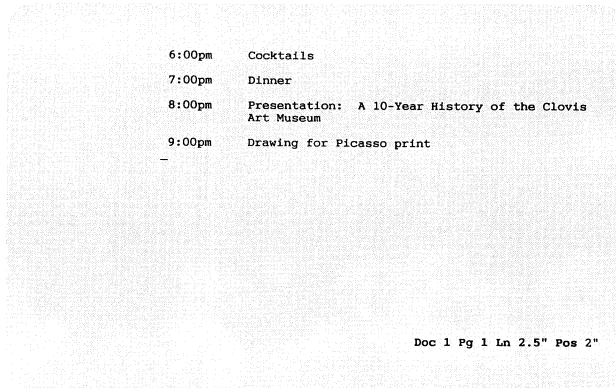 6:00pm Cocktails
7:00pm Dinner
8:00pm Presentation: A 10-Year History of the Clovis
Art Museum
9:00pm Drawing for Picasso print
Doc 1 Pg 1 Ln 2.5" Pos 2"